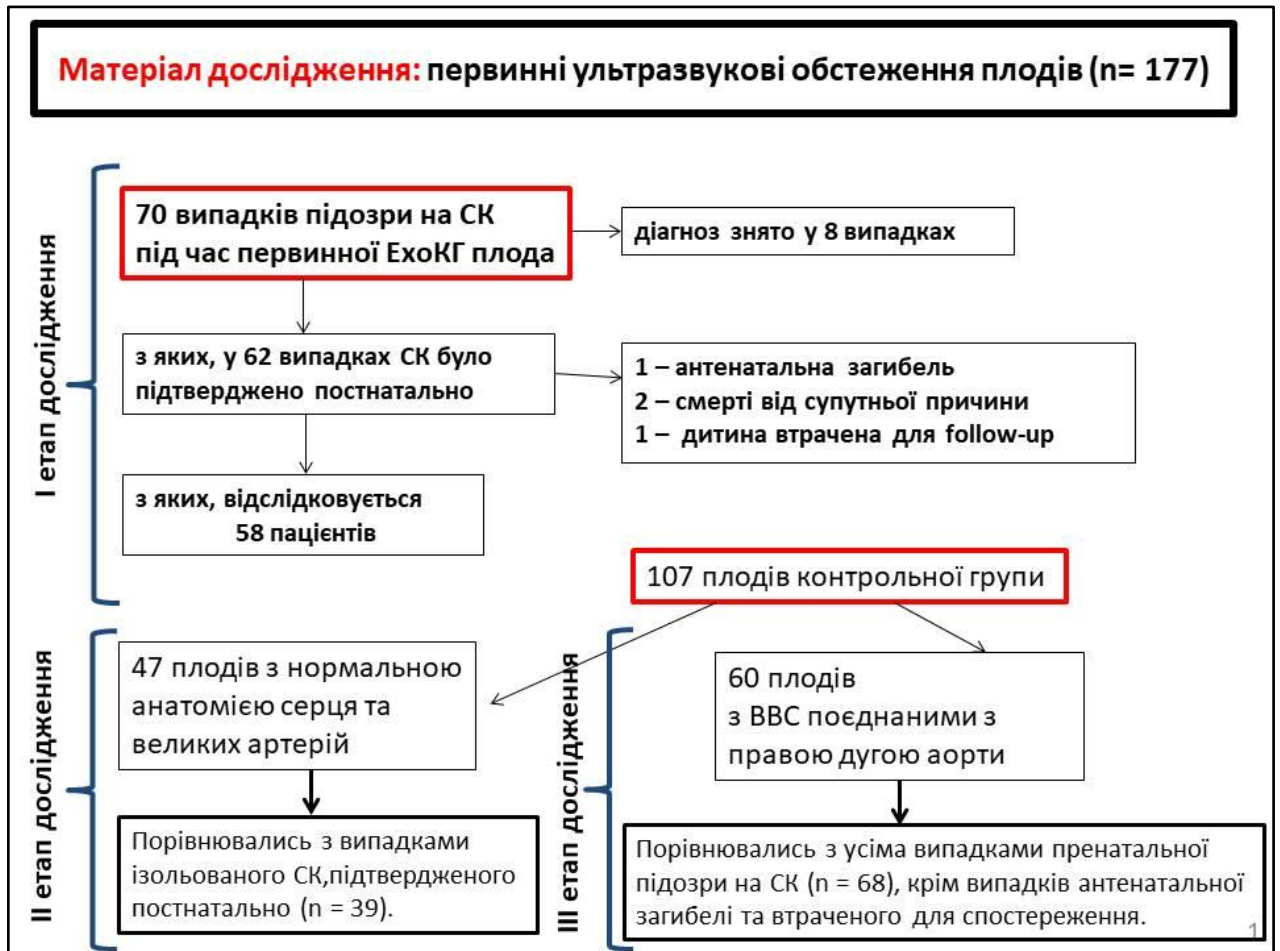 Матеріал дослідження: первинні ультразвукові обстеження плодів (n= 177)
І етап дослідження
70 випадків підозри на СК
під час первинної ЕхоКГ плода
діагноз знято у 8 випадках
з яких, у 62 випадках СК було
підтверджено постнатально
1 – антенатальна загибель
2 – смерті від супутньої причини
1 – дитина втрачена для follow-up
з яких, відслідковується
58 пацієнтів
107 плодів контрольної групи
ІІ етап дослідження
47 плодів з нормальною
анатомією серця та
великих артерій
Порівнювались з випадками
ізольованого СК,підтвердженого
постнатально (n = 39).
ІІІ етап дослідження
60 плодів
з ВВС поєднаними з
правою дугою аорти
Порівнювались з усіма випадками пренатальної
підозри на СК (n = 68), крім випадків антенатальної
загибелі та втраченого для спостереження.
1